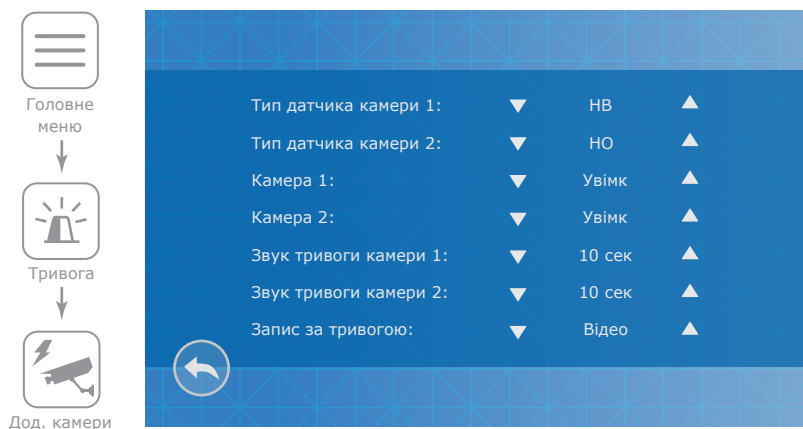 Головне
меню
Тривога
Дод. камери
Тип датчика камери 1: НВ
Тип датчика камери 2: НО
Камера 1: Увімк
Камера 2: Увімк
Звук тривоги камери 1: 10 сек
Звук тривоги камери 2: 10 сек
Запис за тривогою: Відео